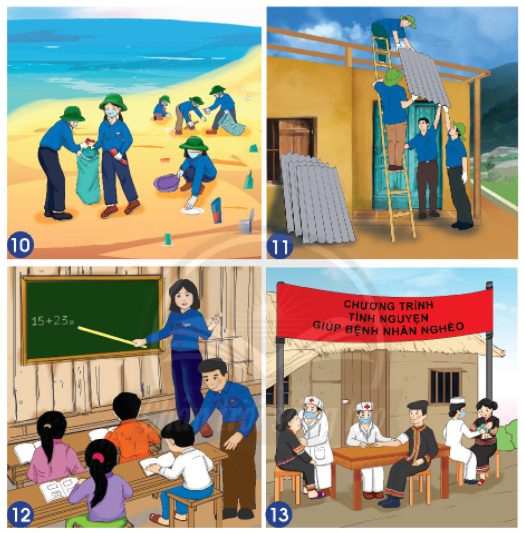 10
11
15+23=
12
CHƯƠNG TRÌNH
TÌNH NGUYỆN
GIÚP BỆNH NHÂN NGHÈO
13